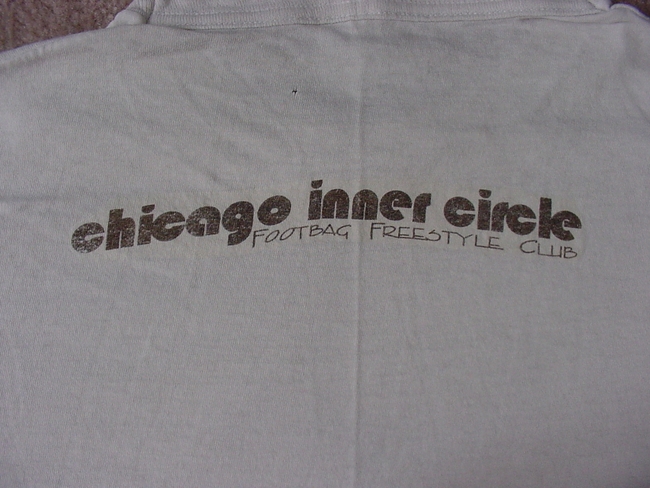 chicago inner circle
FOOTBAG FREESTYLE CLUB